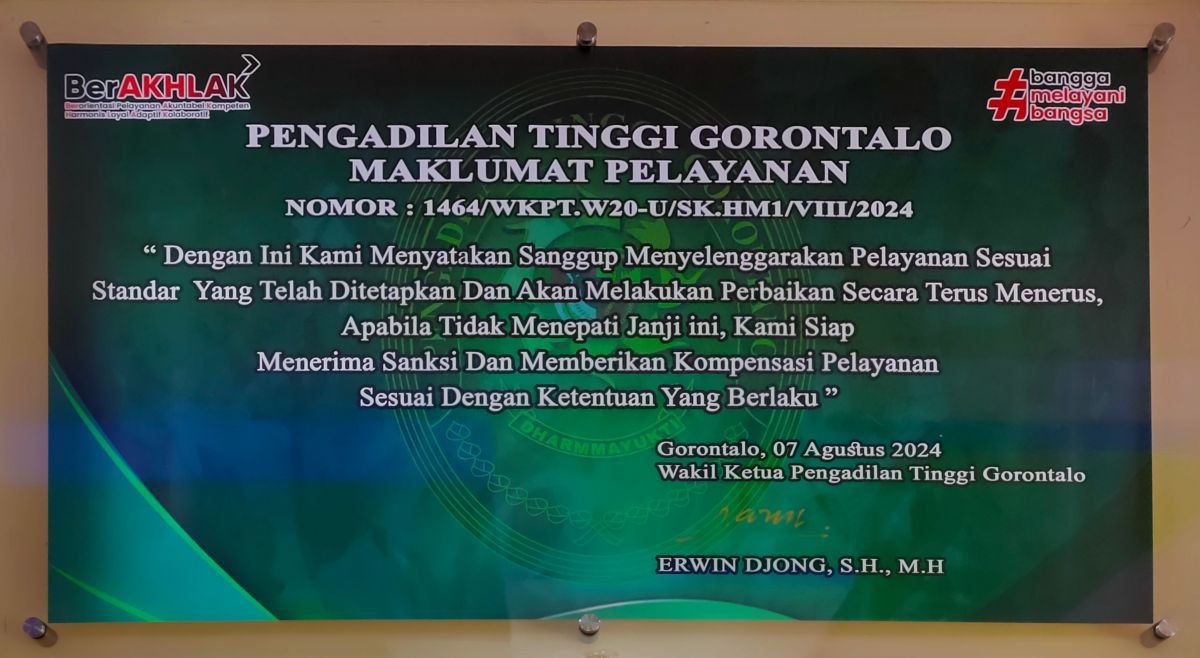 BerAKHLAK
Berorientasi Pelayanan Akuntabel Kompeten
Harmonis Loyal Adaptif Kolaboratif
#bangga
melayani
bangsa
PENGADILAN TINGGI GORONTALO
MAKLUMAT PELAYANAN
NOMOR : 1464/WKPT.W20-U/SK.HM1/VIII/2024
“ Dengan Ini Kami Menyatakan Sanggup Menyelenggarakan Pelayanan Sesuai
Standar Yang Telah Ditetapkan Dan Akan Melakukan Perbaikan Secara Terus Menerus,
Apabila Tidak Menepati Janji ini, Kami Siap
Menerima Sanksi Dan Memberikan Kompensasi Pelayanan
Sesuai Dengan Ketentuan Yang Berlaku ”
DHARMMAYUKTI
Gorontalo, 07 Agustus 2024
Wakil Ketua Pengadilan Tinggi Gorontalo
ERWIN DJONG, S.H., M.H